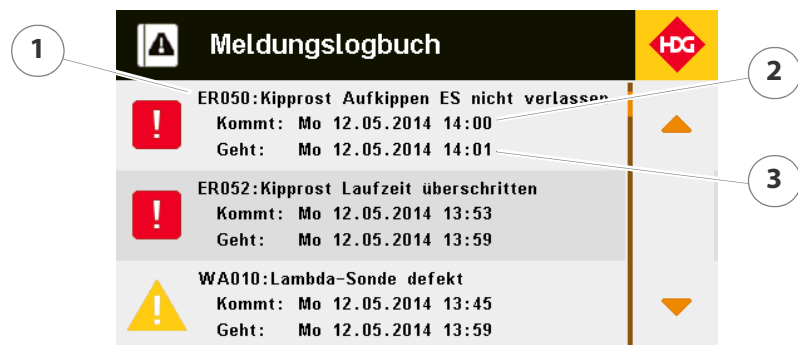 Meldungslogbuch
HDG
1
ER050:Kipprost Aufkippen ES nicht verlassen
Kommt: Mo 12.05.2014 14:00
2
Geht: Mo 12.05.2014 14:01
3
ER052:Kipprost Laufzeit überschritten
Kommt: Mo 12.05.2014 13:53
Geht: Mo 12.05.2014 13:59
WA010:Lambda-Sonde defekt
Kommt: Mo 12.05.2014 13:45
Geht: Mo 12.05.2014 13:59